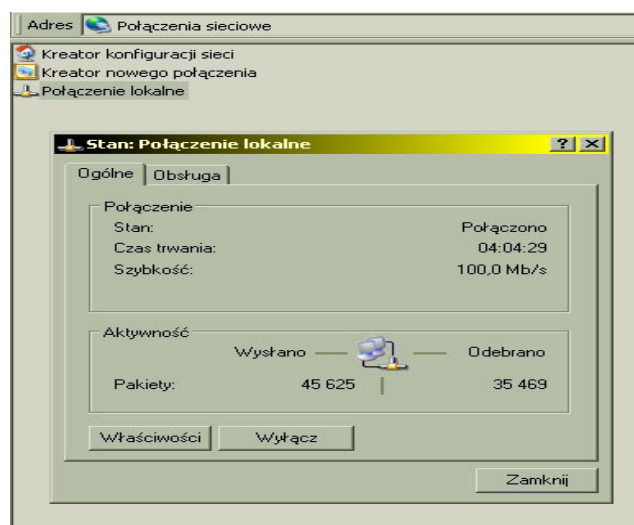 Adres Połączenia sieciowe
Kreator konfiguracji sieci
Kreator nowego połączenia
Połączenie lokalne
Stan: Połączenie lokalne ? X
Ogólne Obsługa
Połączenie
Stan: Połączono
Czas trwania: 04:04:29
Szybkość: 100,0 Mb/s
Aktywność
Wysłano Odebrano
Pakiety: 45 625 35 469
Właściwości Wyłącz
Zamknij